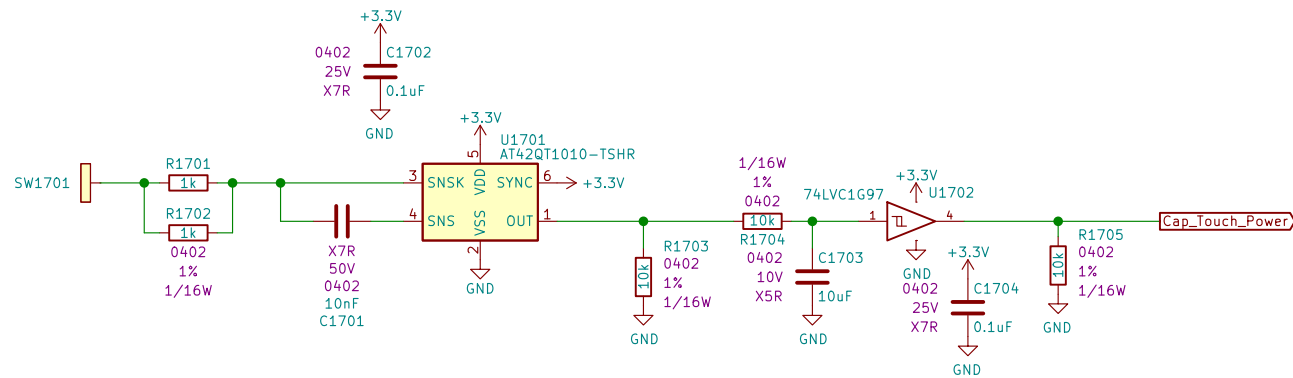 +3.3V
0402
25V
X7R
C1702
0.1uF
GND
+3.3V
U1701
AT42QT1010-TSHR
5
VDD
3
SNSK
SYNC
6
+3.3V
4
SNS
VSS
OUT
1
2
GND
SW1701
R1701
1k
R1702
1k
0402
1%
1/16W
X7R
50V
0402
10nF
C1701
R1703
10k
0402
1%
1/16W
GND
1/16W
1%
0402
10k
R1704
0402
10V
X5R
C1703
10uF
GND
+3.3V
74LVC1G97
U1702
1
4
GND
+3.3V
0402
25V
X7R
C1704
0.1uF
GND
R1705
10k
0402
1%
1/16W
GND
Cap_Touch_Power